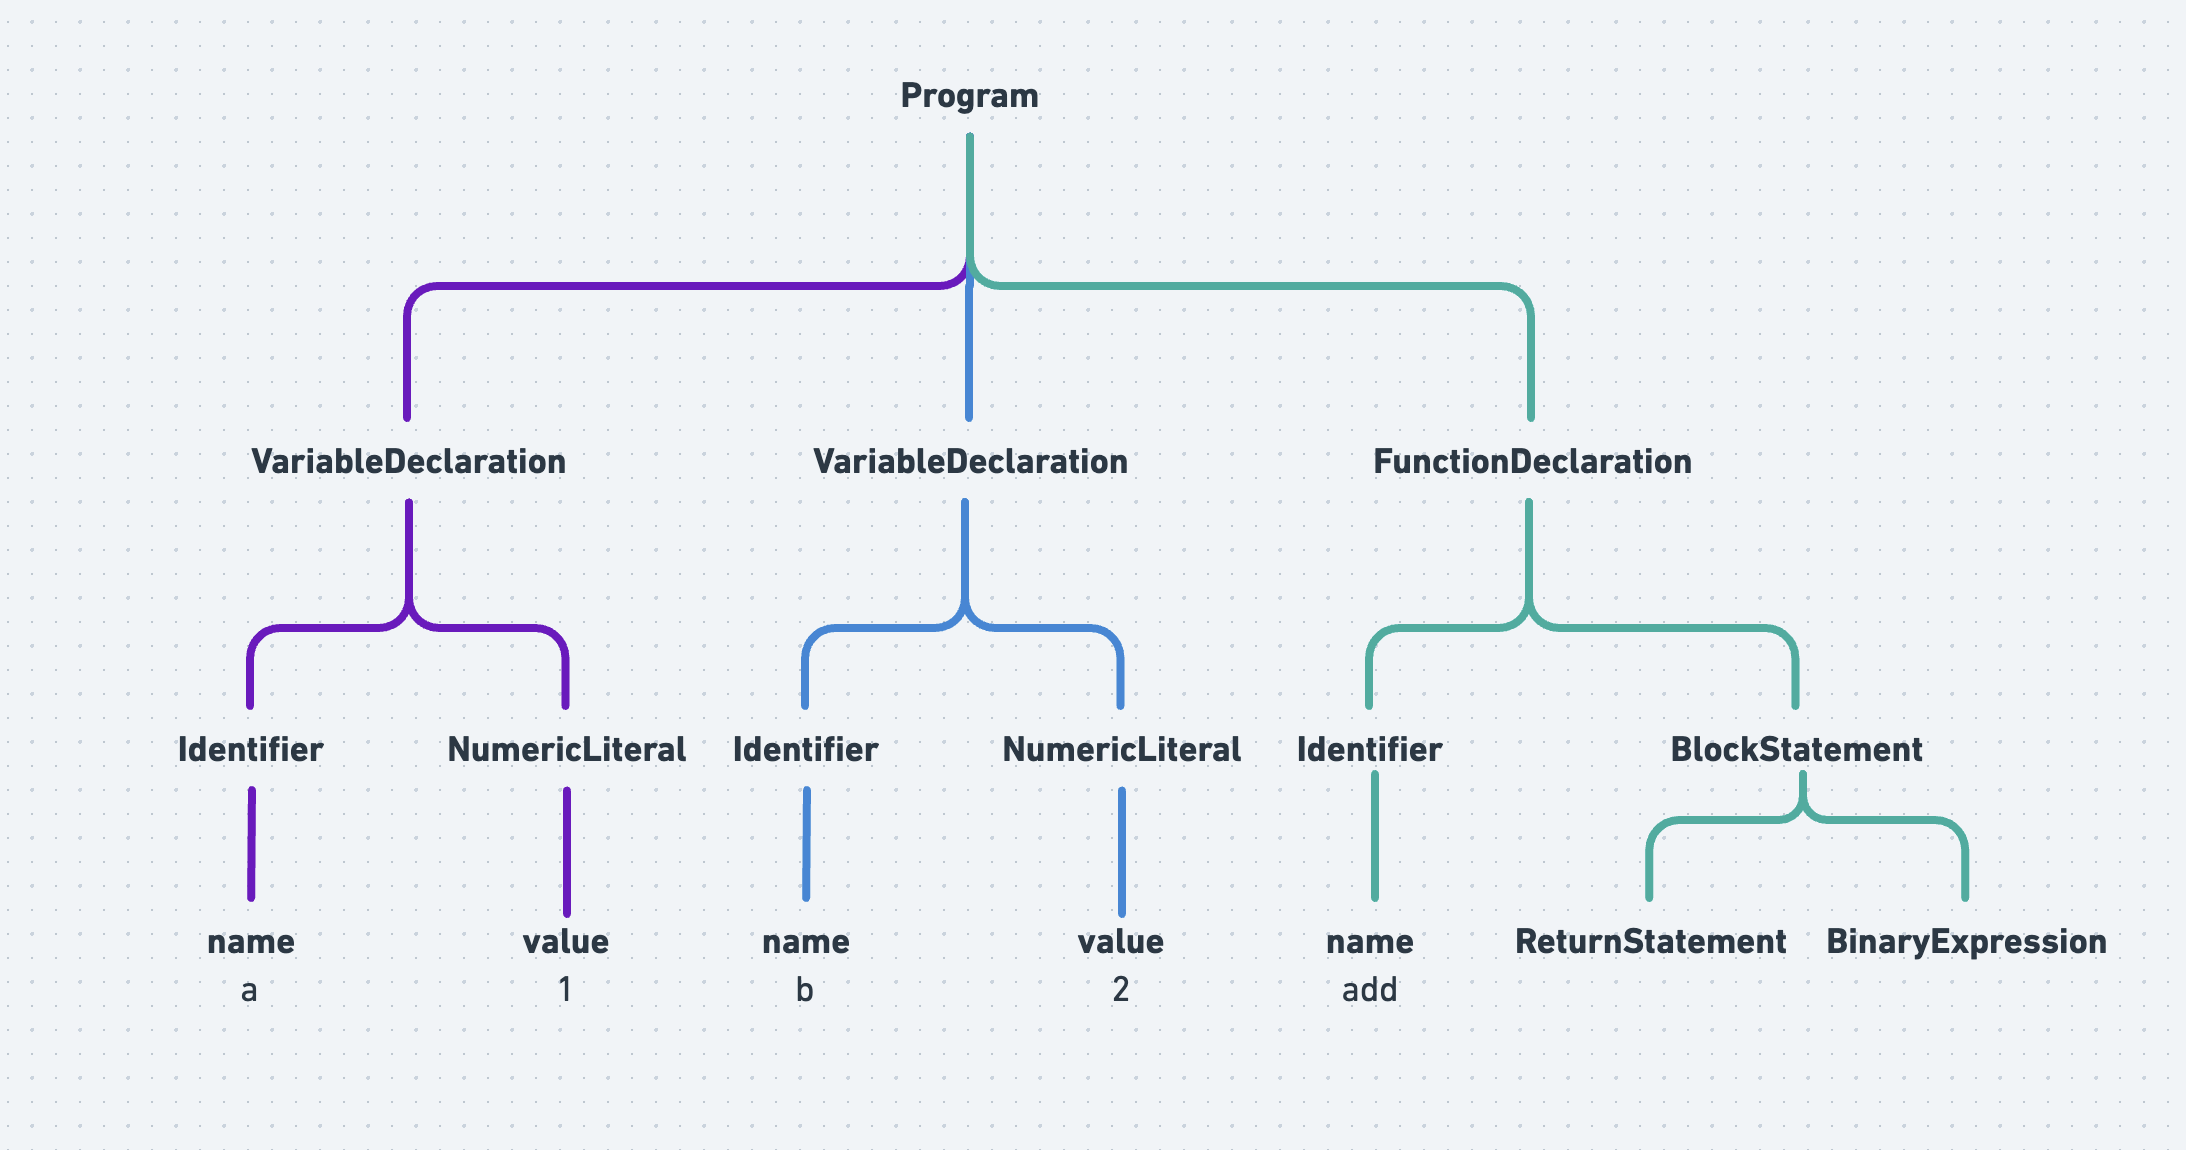 Program
VariableDeclaration VariableDeclaration FunctionDeclaration
Identifier NumericLiteral Identifier NumericLiteral Identifier BlockStatement
name value name value name ReturnStatement BinaryExpression
a 1 b 2 add